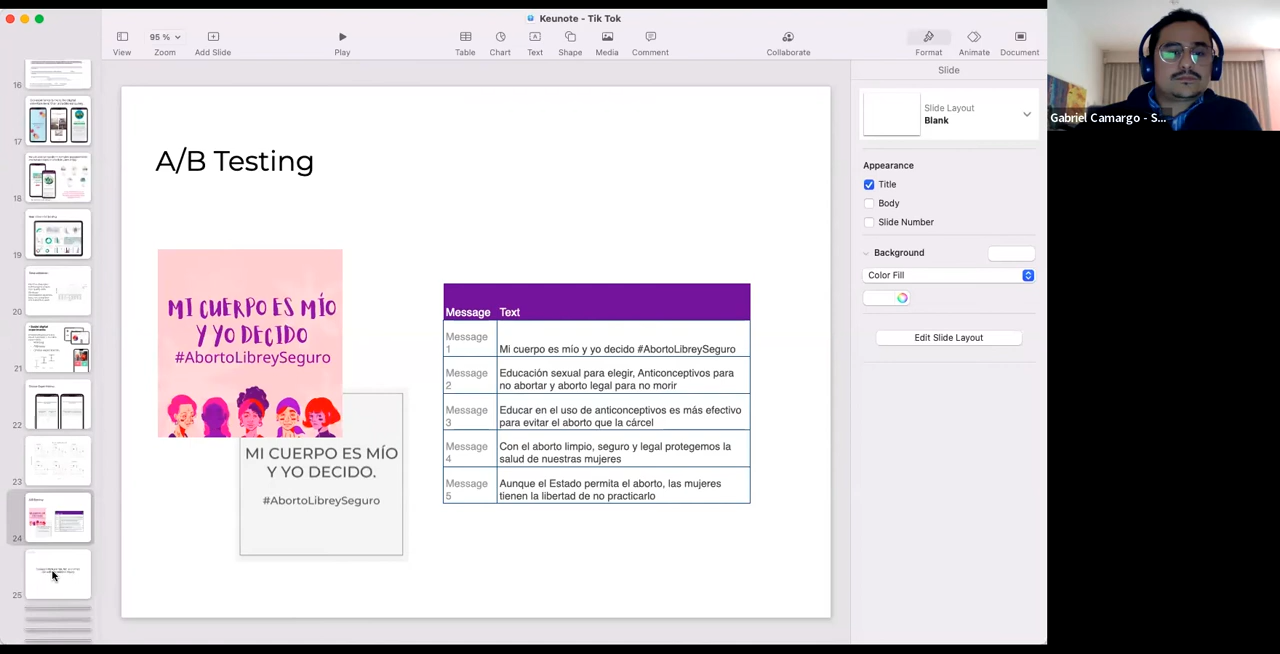 Keunote - Tik Tok
View
95 %
Zoom
Add Slide
Play
Table
Chart
Text
Shape
Media
Comment
Collaborate
Format
Animate
Document
16
17
18
19
20
21
22
23
24
25
A/B Testing
MI CUERPO ES MÍO
Y YO DECIDO
#AbortoLibreySeguro
MI CUERPO ES MÍO
Y YO DECIDO.
#AbortoLibreySeguro
Message Text
Message
1
Mi cuerpo es mío y yo decido #AbortoLibreySeguro
Message
2
Educación sexual para elegir, Anticonceptivos para
no abortar y aborto legal para no morir
Message
3
Educar en el uso de anticonceptivos es más efectivo
para evitar el aborto que la cárcel
Message
4
Con el aborto limpio, seguro y legal protegemos la
salud de nuestras mujeres
Message
5
Aunque el Estado permita el aborto, las mujeres
tienen la libertad de no practicarlo
Slide
Slide Layout
Blank
Appearance
Title
Body
Slide Number
Background
Color Fill
Edit Slide Layout
Gabriel Camargo - S...